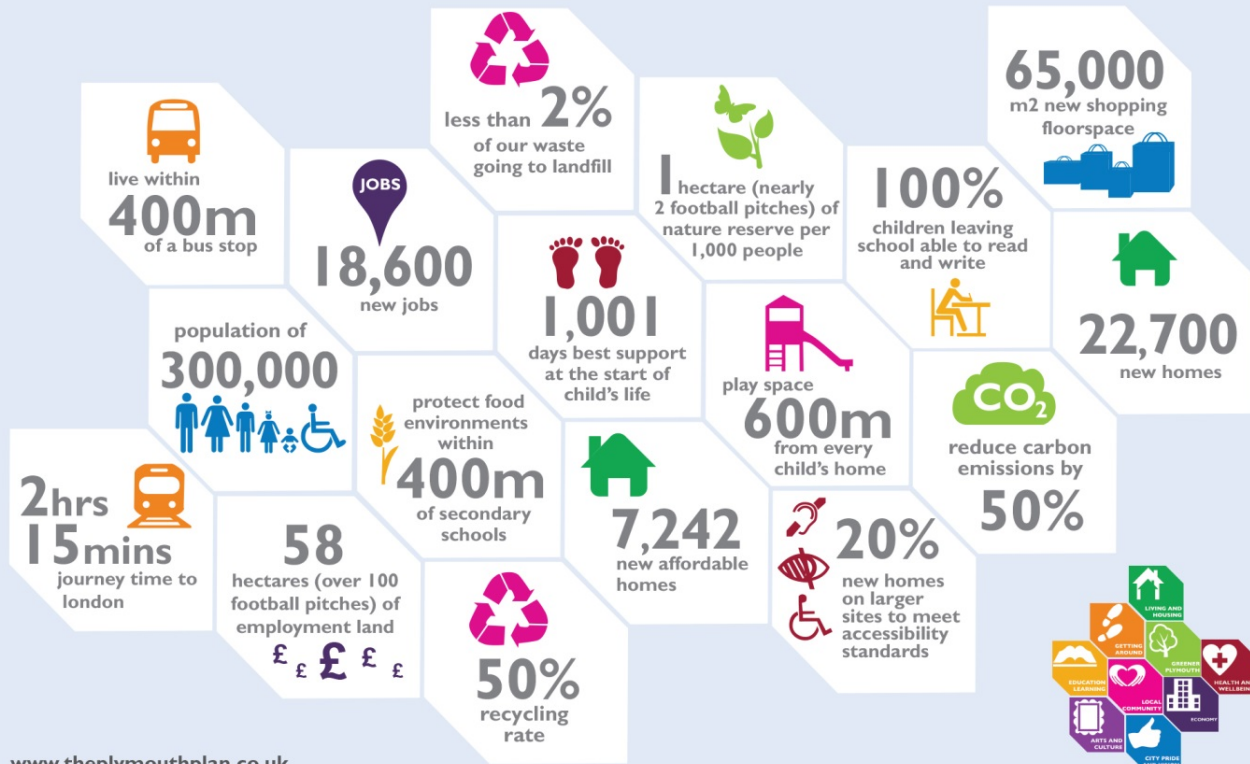 less than 2%
of our waste
going to landfill
65,000
m2 new shopping
floorspace
live within
400m
of a bus stop
JOBS
18,600
new jobs
1 hectare (nearly
2 football pitches) of
nature reserve per
1,000 people
100%
children leaving
school able to read
and write
22,700
new homes
population of
300,000
1,001
days best support
at the start of
child's life
play space
600m
from every
child's home
CO2
reduce carbon
emissions by
50%
protect food
environments
within
400m
of secondary
schools
2hrs
15mins
journey time to
london
58
hectares (over 100
football pitches) of
employment land
£ £ £ £ £
7,242
new affordable
homes
20%
new homes
on larger
sites to meet
accessibility
standards
50%
recycling
rate
LIVING AND
HOUSING
GETTING
AROUND
GREENER
PLYMOUTH
EDUCATION
LEARNING
LOCAL
COMMUNITY
HEALTH AN
WELLBEIN
ECONOMY
ARTS AND
CULTURE
CITY PRIDE
www.theplymouthplan.co.uk